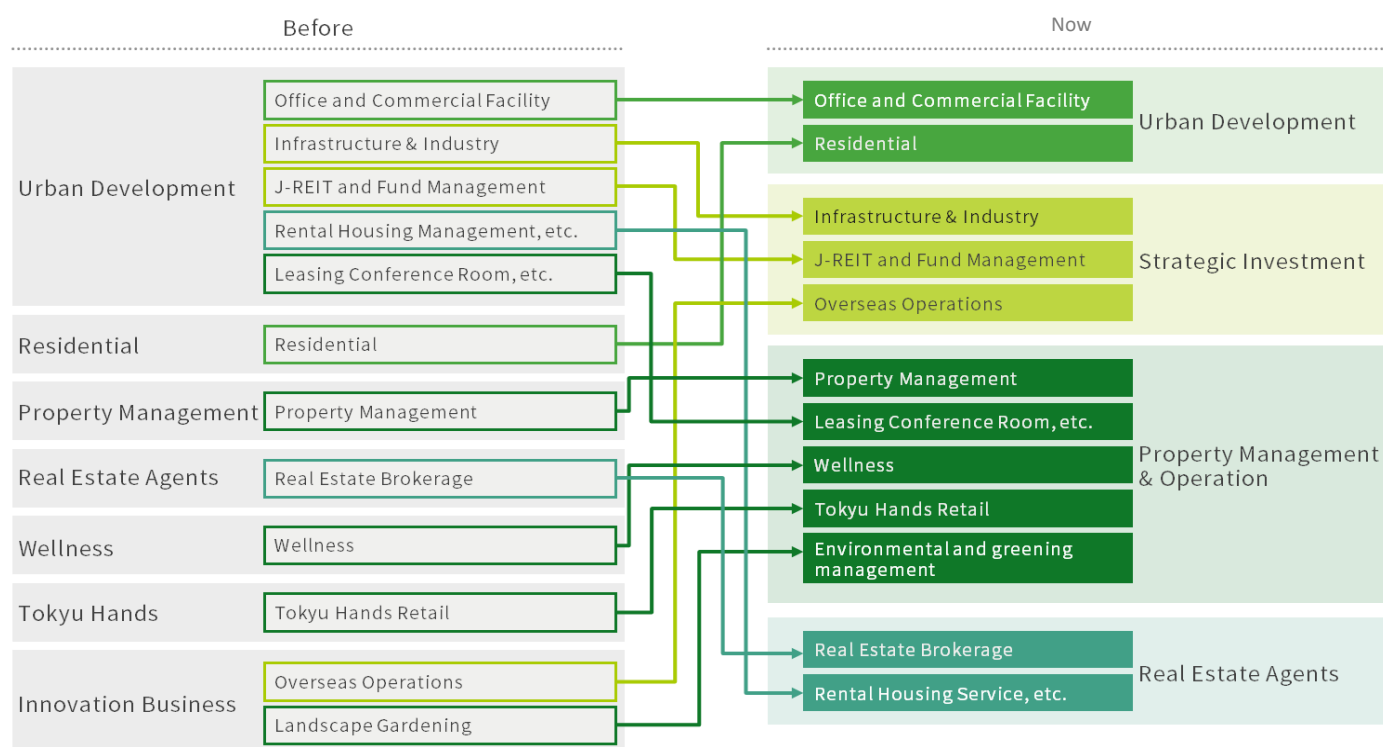 Before
Urban Development
Office and Commercial Facility
Infrastructure & Industry
J-REIT and Fund Management
Rental Housing Management, etc.
Leasing Conference Room, etc.
Residential
Residential
Property Management
Property Management
Real Estate Agents
Real Estate Brokerage
Wellness
Wellness
Tokyu Hands
Tokyu Hands Retail
Innovation Business
Overseas Operations
Landscape Gardening
Now
Office and Commercial Facility
Residential
Urban Development
Infrastructure & Industry
J-REIT and Fund Management
Overseas Operations
Strategic Investment
Property Management
Leasing Conference Room, etc.
Wellness
Tokyu Hands Retail
Environmental and greening
management
Property Management
& Operation
Real Estate Brokerage
Rental Housing Service, etc.
Real Estate Agents